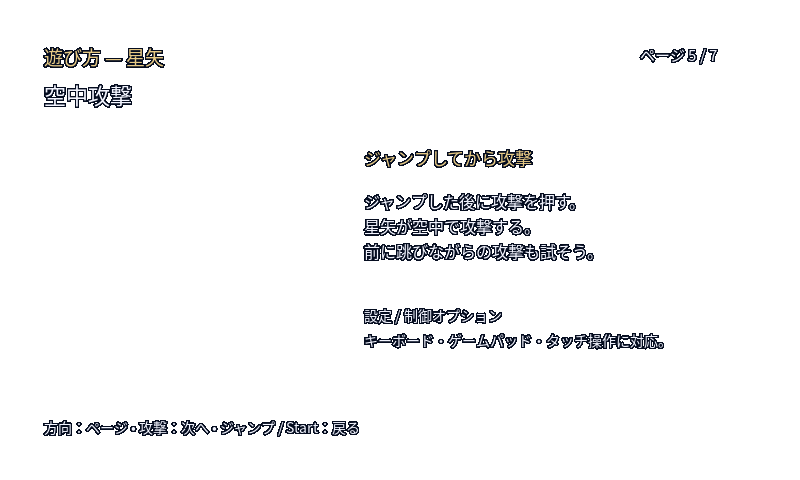 遊び方 — 星矢
ページ 5 / 7
空中攻撃
ジャンプしてから攻撃
ジャンプした後に攻撃を押す。
星矢が空中で攻撃する。
前に跳びながらの攻撃も試そう。
設定 / 制御オプション
キーボード・ゲームパッド・タッチ操作に対応。
方向：ページ・攻撃：次へ・ジャンプ / Start：戻る